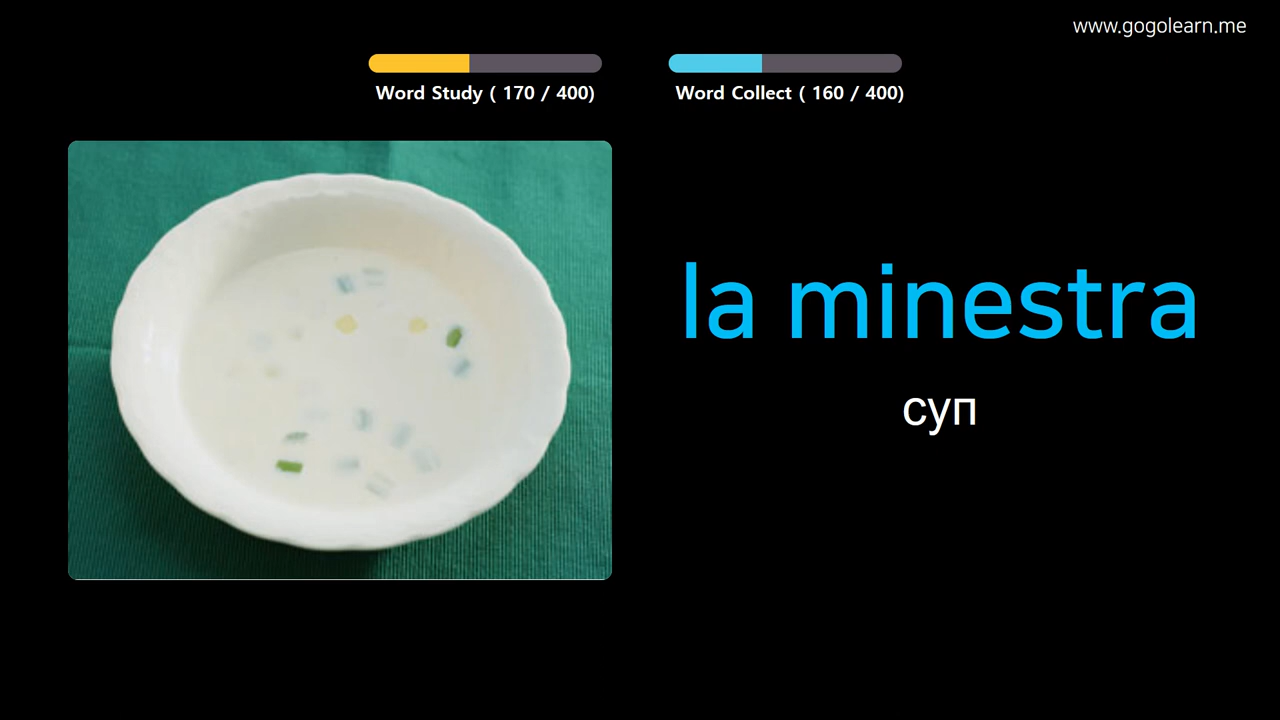 www.gogolearn.me
Word Study ( 170 / 400)
Word Collect ( 160 / 400)
la minestra
суп